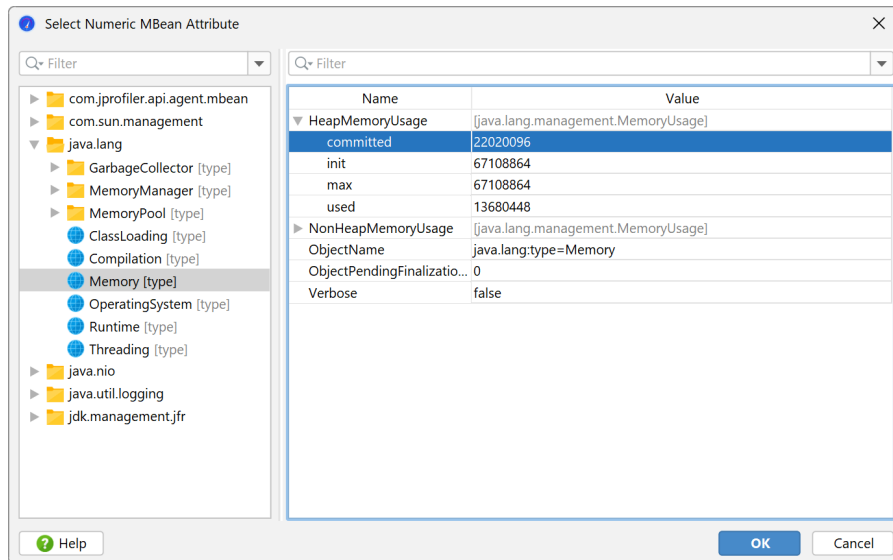 Select Numeric MBean Attribute
Filter
com.jprofiler.api.agent.mbean
com.sun.management
java.lang
GarbageCollector [type]
MemoryManager [type]
MemoryPool [type]
ClassLoading [type]
Compilation [type]
Memory [type]
OperatingSystem [type]
Runtime [type]
Threading [type]
java.nio
java.util.logging
jdk.management.jfr
Filter
Name Value
HeapMemoryUsage [java.lang.management.MemoryUsage]
committed 22020096
init 67108864
max 67108864
used 13680448
NonHeapMemoryUsage [java.lang.management.MemoryUsage]
ObjectName java.lang:type=Memory
ObjectPendingFinalizatio... 0
Verbose false
Help
OK
Cancel